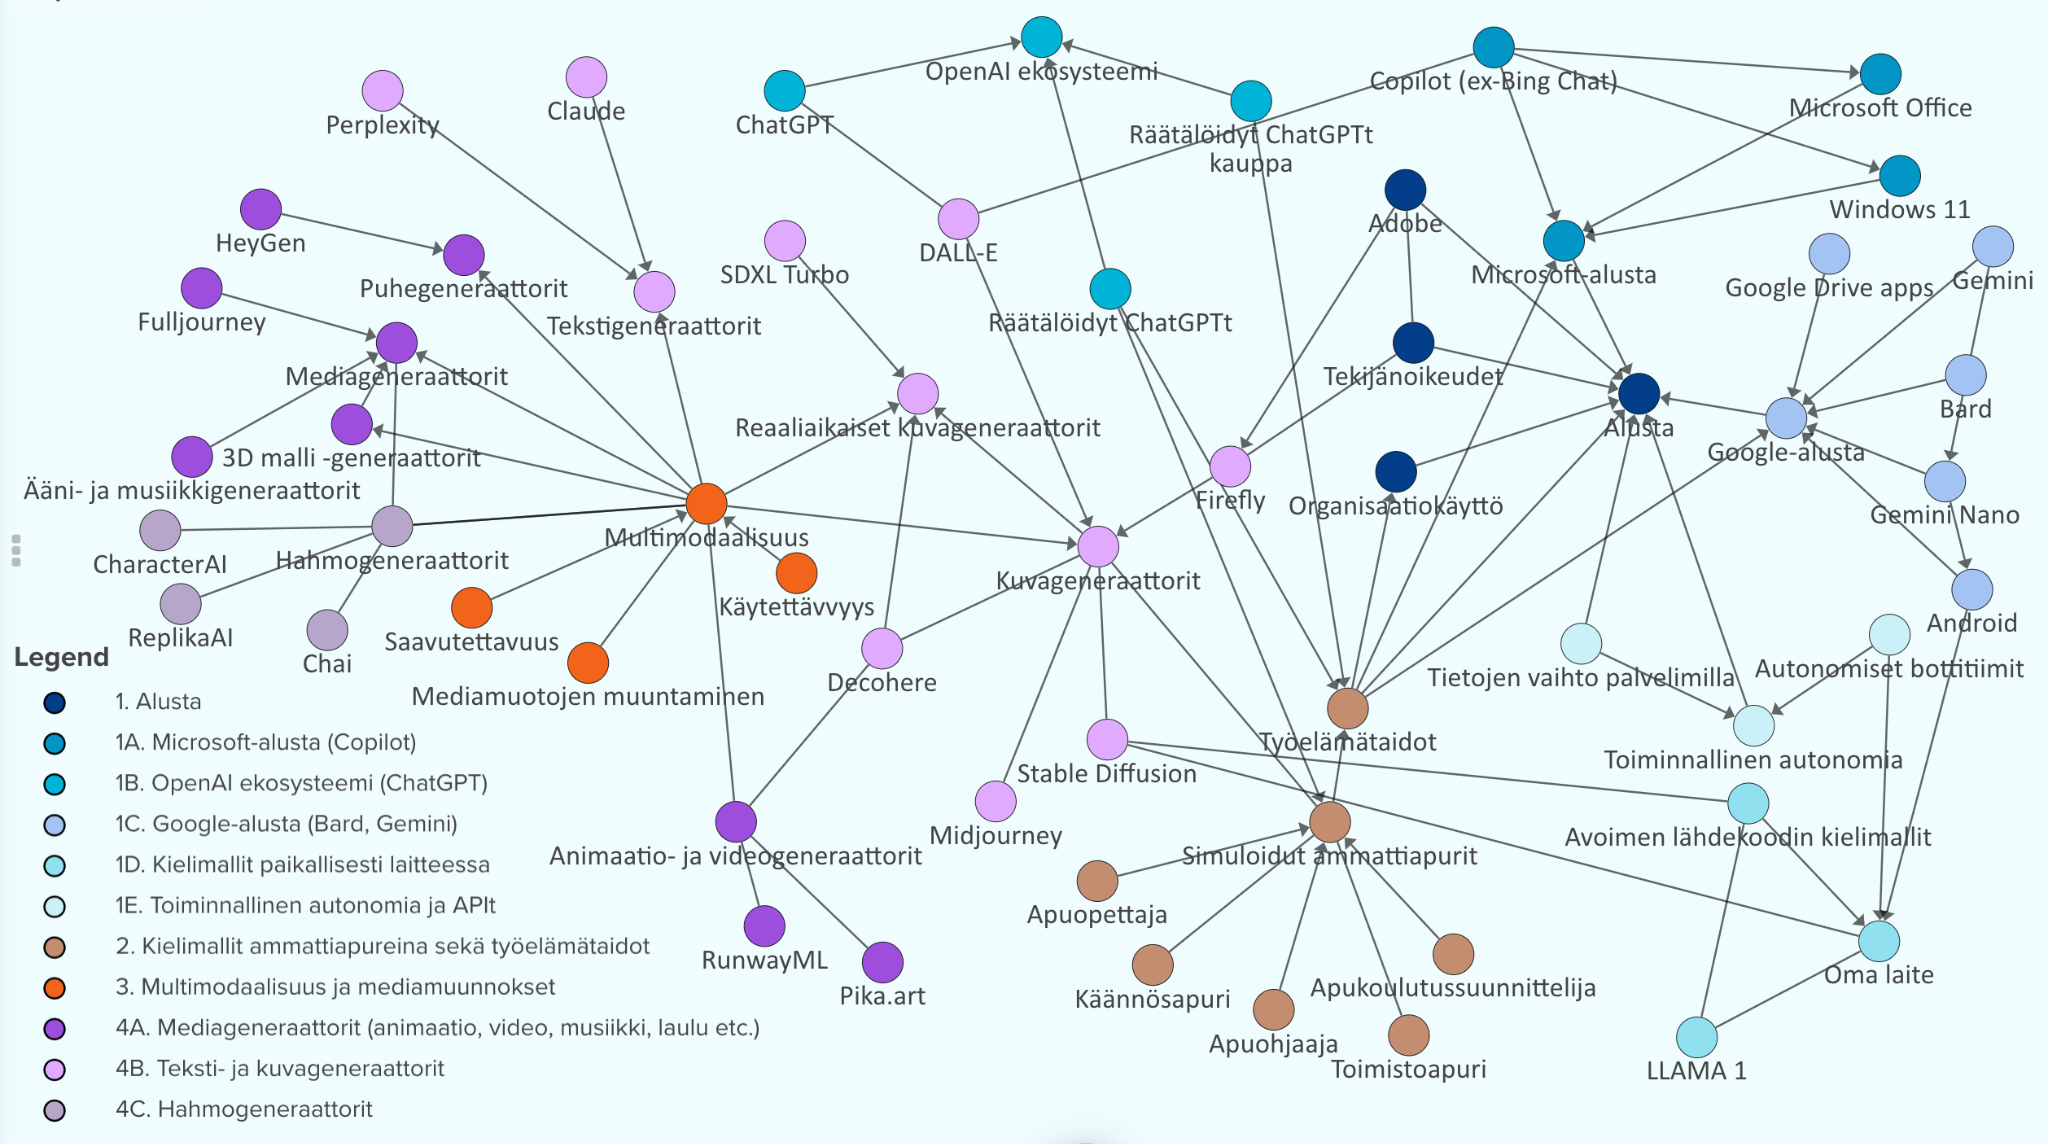 OpenAI ekosysteemi
Copilot (ex-Bing Chat)
Microsoft Office
Perplexity
Claude
ChatGPT
Räätälöidyt ChatGPTt
kauppa
Windows 11
HeyGen
Adobe
DALL-E
SDXL Turbo
Microsoft-alusta
Google Drive apps
Gemini
Puhegeneraattorit
Fulljourney
Tekstigeneraattorit
Räätälöidyt ChatGPTt
Mediageneraattorit
Tekijänoikeudet
Bard
Reaaliaikaiset kuvageneraattorit
Alusta
Google-alusta
3D malli -generaattorit
Ääni- ja musiikkigeneraattorit
Firefly
Organisaatiokäyttö
Gemini Nano
Multimodaalisuus
CharacterAI
Hahmogeneraattorit
Kuvageneraattorit
Käytettävvyys
Android
ReplikaAI
Saavutettavuus
Chai
Mediamuotojen muuntaminen
Decohere
Tietojen vaihto palvelimilla
Autonomiset bottitiimit
Työelämätaidot
Toiminnallinen autonomia
Stable Diffusion
Midjourney
Avoimen lähdekoodin kielimallit
Animaatio- ja videogeneraattorit
Simuloidut ammattiapurit
Apuopettaja
RunwayML
Pika.art
Käännösapuri
Apukoulutussuunnittelija
Oma laite
Apuohjaaja
Toimistoapuri
LLAMA 1
Legend
1. Alusta
1A. Microsoft-alusta (Copilot)
1B. OpenAI ekosysteemi (ChatGPT)
1C. Google-alusta (Bard, Gemini)
1D. Kielimallit paikallisesti laitteessa
1E. Toiminnallinen autonomia ja APIt
2. Kielimallit ammattiapureina sekä työelämätaidot
3. Multimodaalisuus ja mediamuunnokset
4A. Mediageneraattorit (animaatio, video, musiikki, laulu etc.)
4B. Teksti- ja kuvageneraattorit
4C. Hahmogeneraattorit